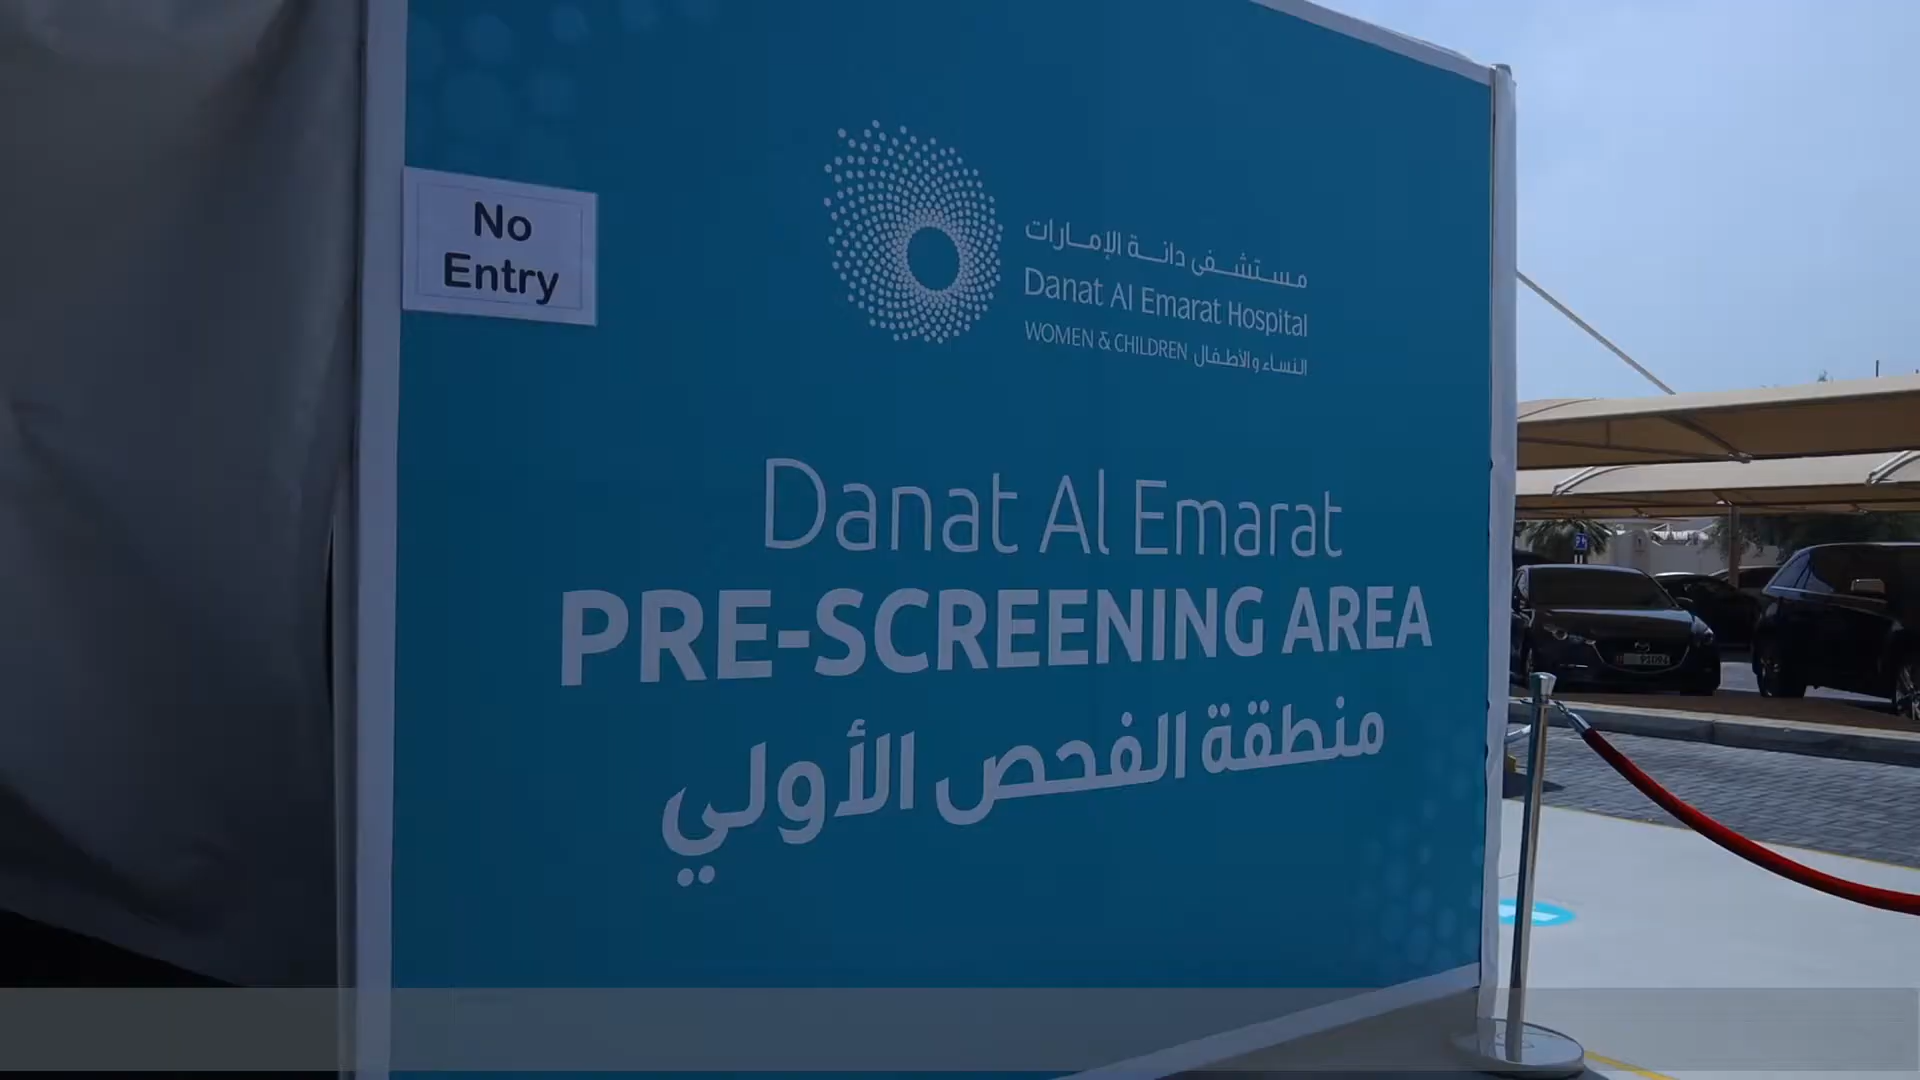 No
Entry
مستشفى دانة الإمارات
Danat Al Emarat Hospital
WOMEN & CHILDREN النساء والأطفال
Danat Al Emarat
PRE-SCREENING AREA
منطقة الفحص الأولي